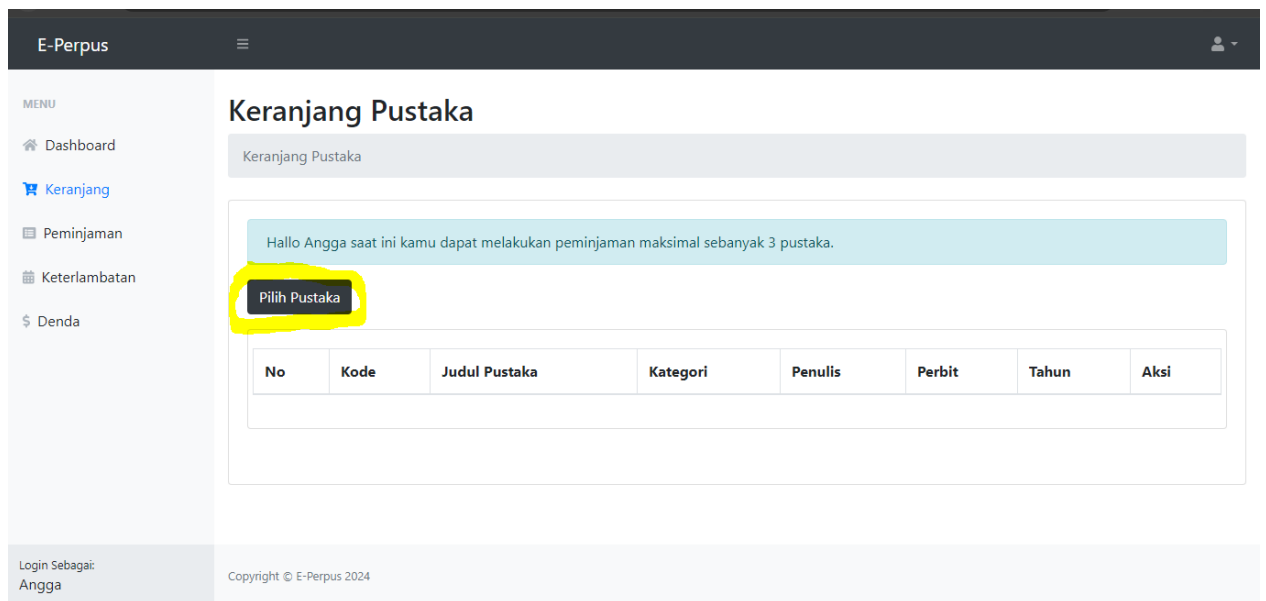 E-Perpus
MENU
Dashboard
Keranjang
Peminjaman
Keterlambatan
$ Denda
Login Sebagai:
Angga
Keranjang Pustaka
Keranjang Pustaka
Hallo Angga saat ini kamu dapat melakukan peminjaman maksimal sebanyak 3 pustaka.
Pilih Pustaka
No Kode Judul Pustaka Kategori Penulis Perbit Tahun Aksi
Copyright © E-Perpus 2024